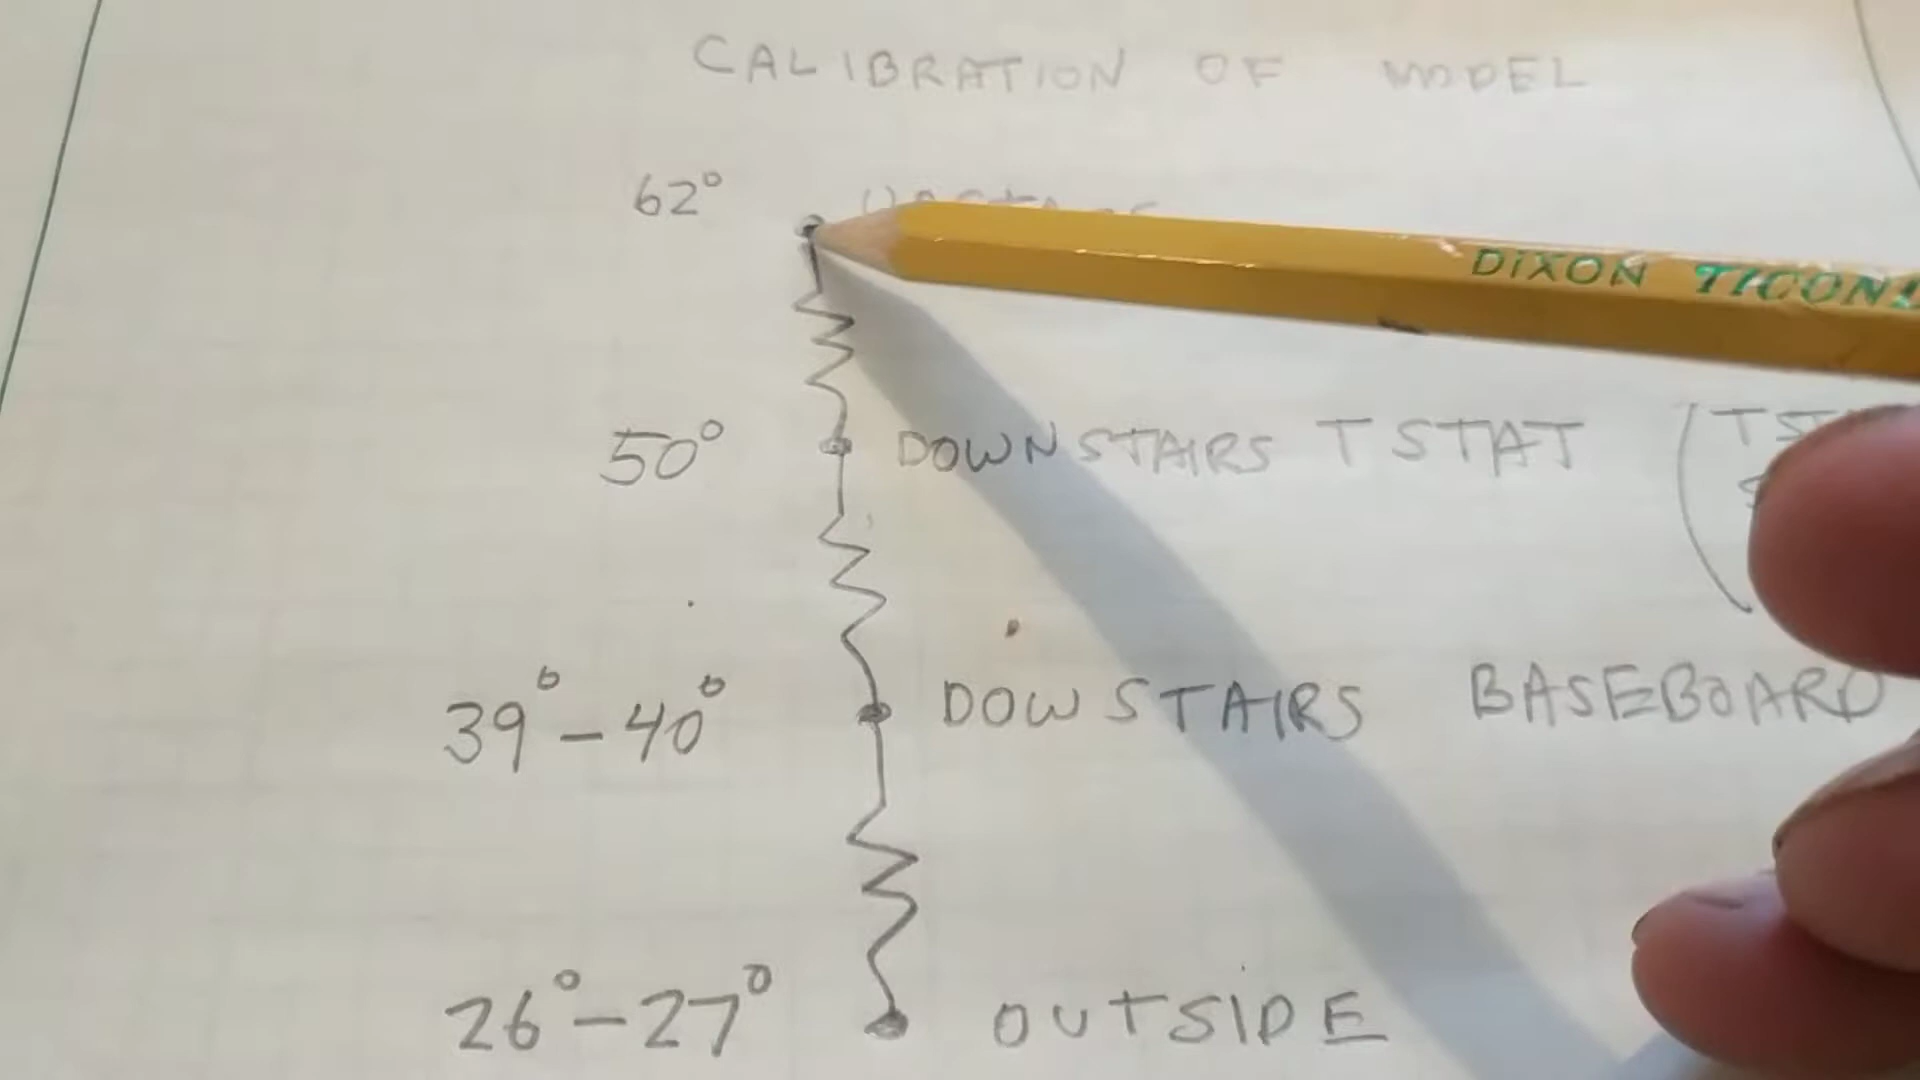 CALIBRATION OF MODEL
62°
DIXON
50° DOWNSTAIRS TSTAT
39° - 40° DOWSTAIRS BASEBOARD
26° - 27° OUTSIDE